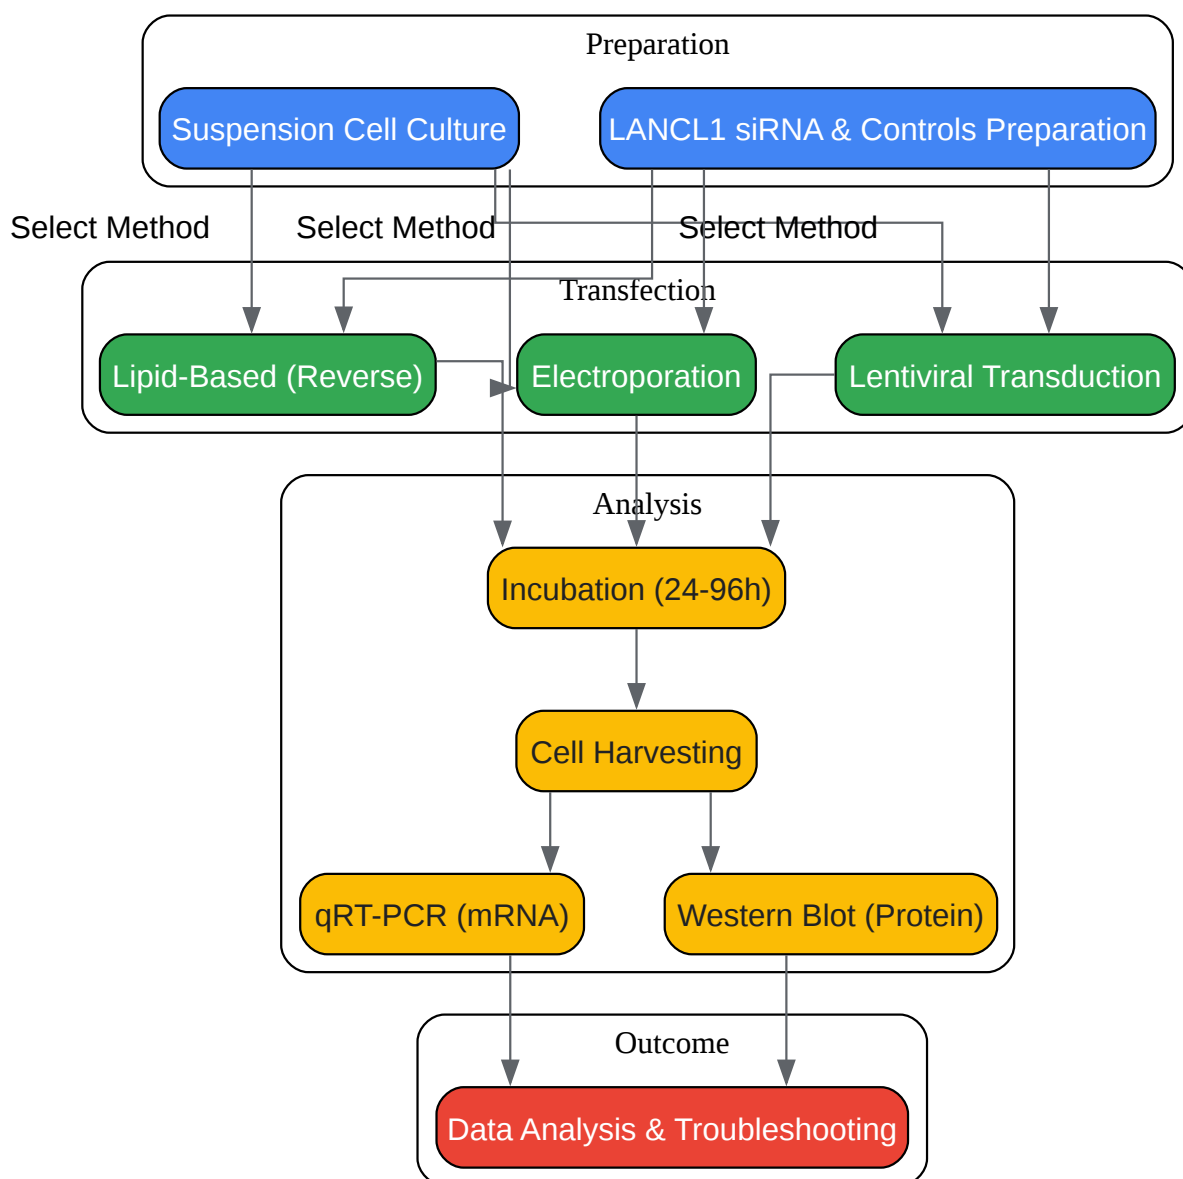 Preparation
Suspension Cell Culture
LANCL1 siRNA & Controls Preparation
Select Method
Select Method
Select Method
Transfection
Lipid-Based (Reverse)
Electroporation
Lentiviral Transduction
Analysis
Incubation (24-96h)
Cell Harvesting
qRT-PCR (mRNA)
Western Blot (Protein)
Outcome
Data Analysis & Troubleshooting